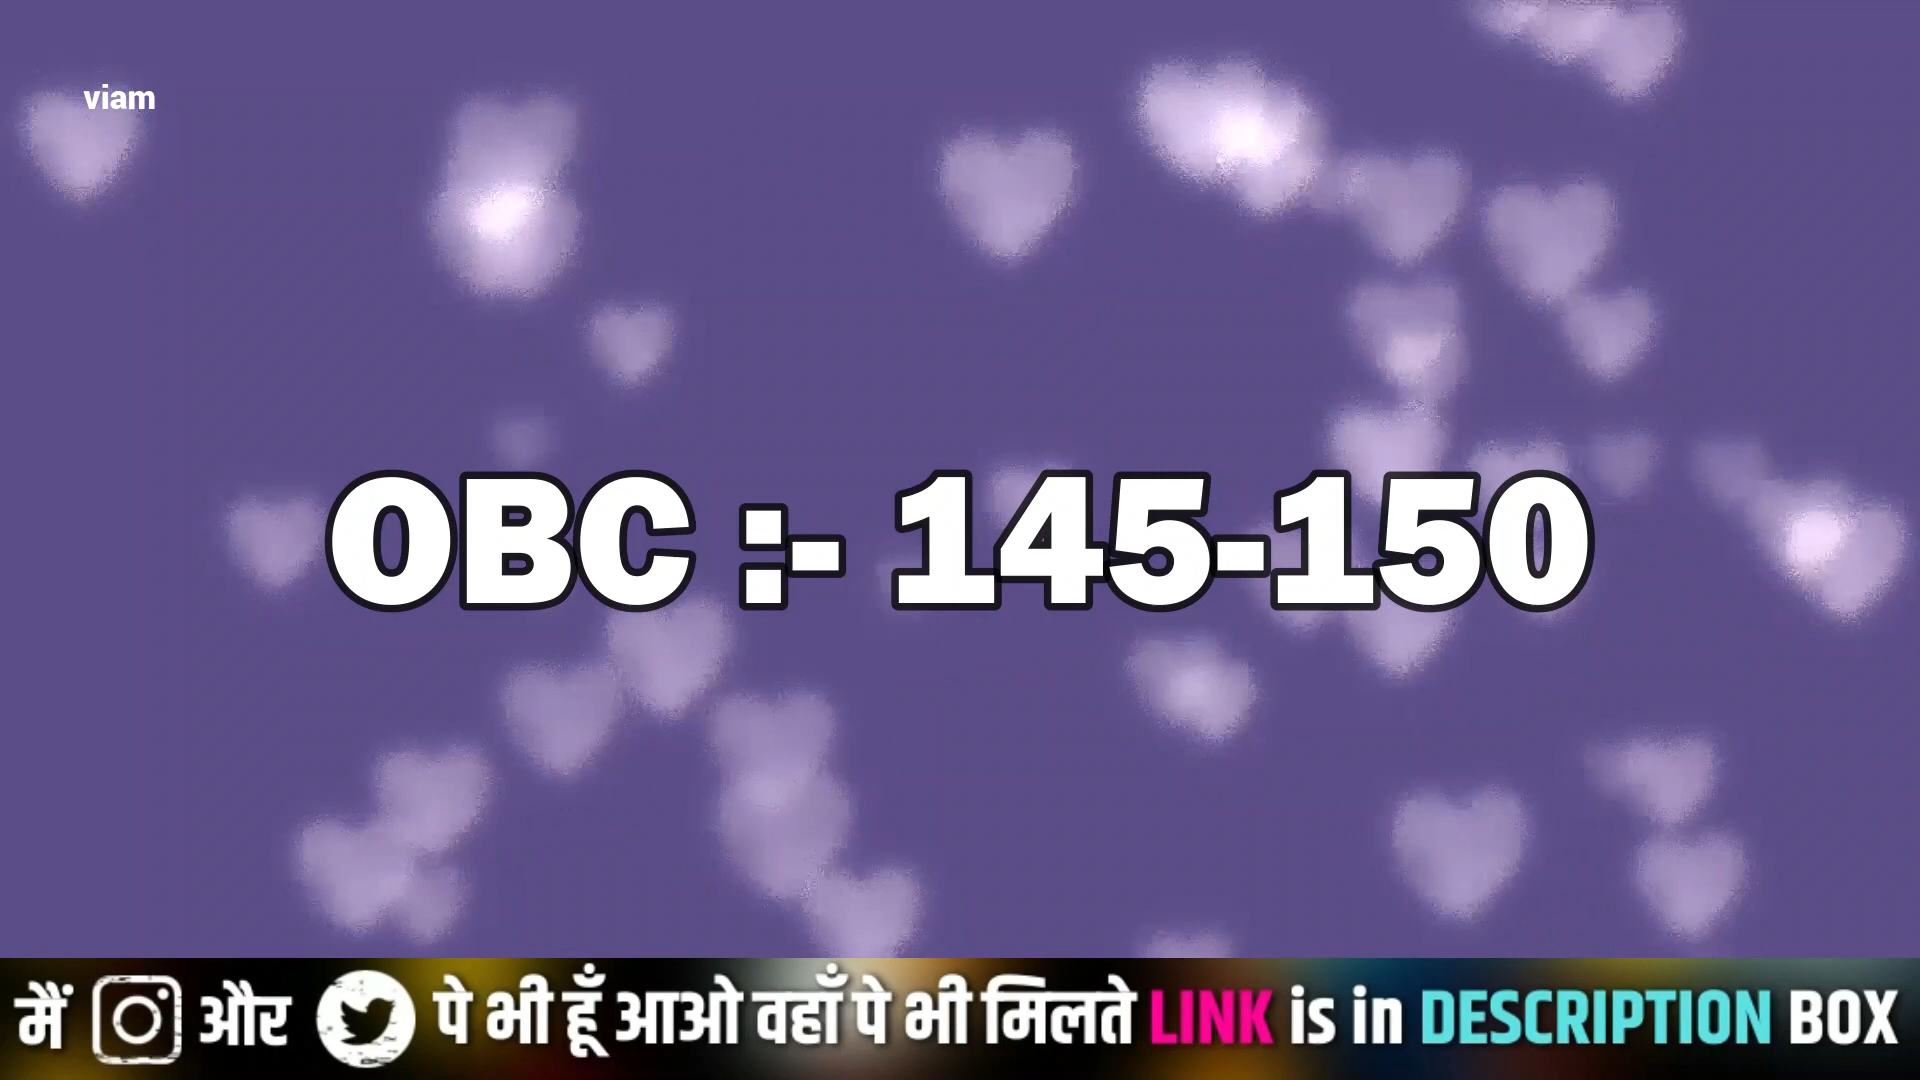 viam
OBC :- 145-150
मैं और पे भी हूँ आओ वहाँ पे भी मिलते LINK is in DESCRIPTION BOX